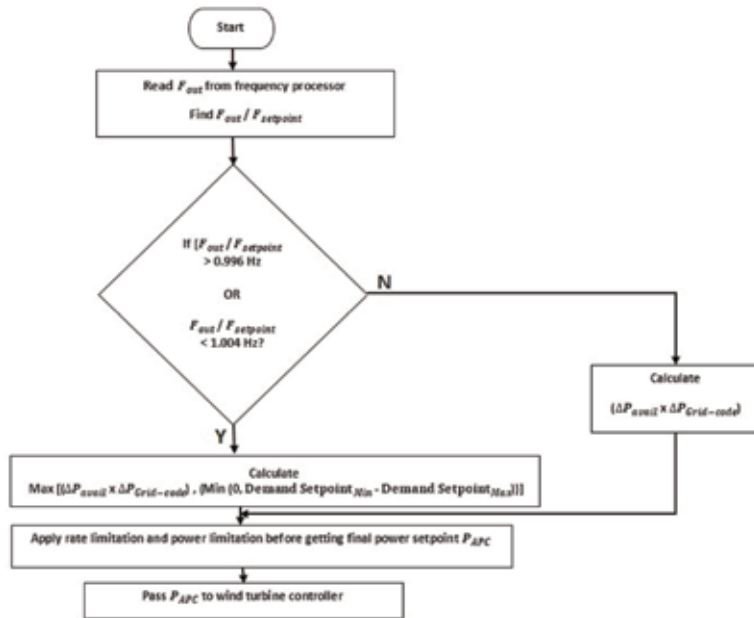 Start
Read F_out from frequency processor
Find F_out / F_setpoint
If (F_out / F_setpoint
> 0.996 Hz
OR
F_out / F_setpoint
< 1.004 Hz?
N
Calculate
(ΔP_avail x ΔP_Grid-code)
Y
Calculate
Max [(ΔP_avail x ΔP_Grid-code) , (Min (0, Demand Setpoint_Min - Demand Setpoint_Max))]
Apply rate limitation and power limitation before getting final power setpoint P_APC
Pass P_APC to wind turbine controller